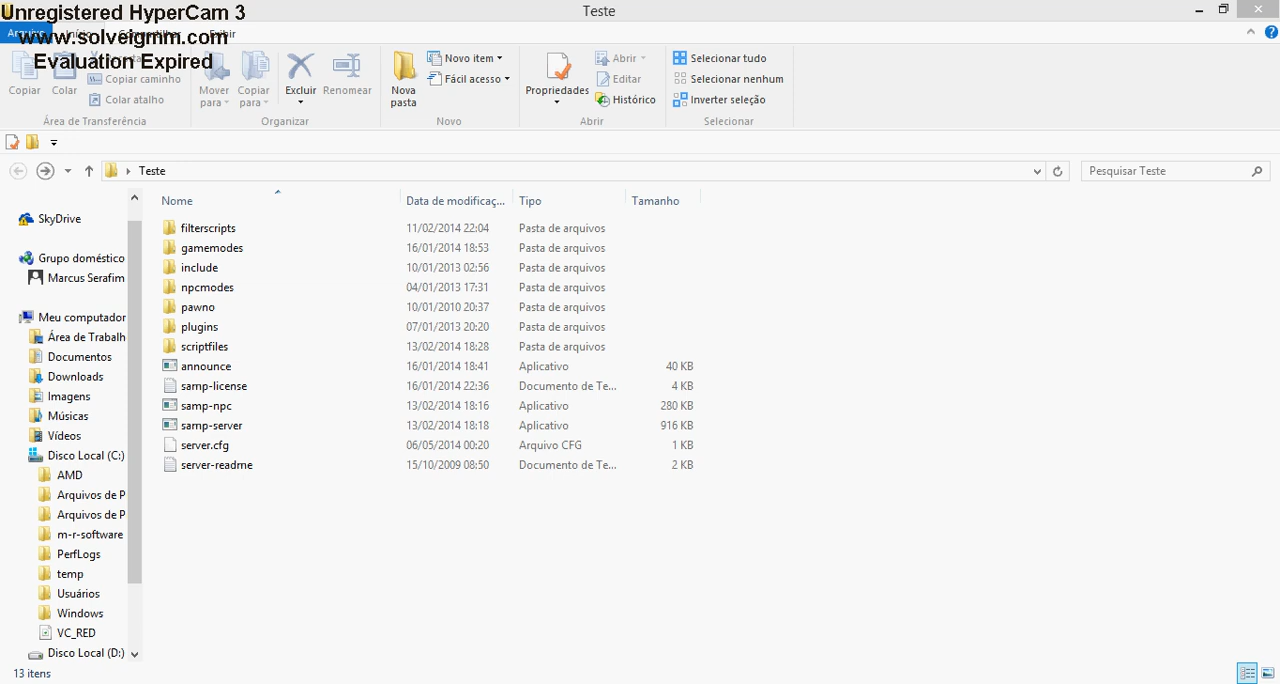 Unregistered HyperCam 3
Teste
www.solveigmm.com
Evaluation Expired
Copiar
Colar
Copiar caminho
Colar atalho
Área de Transferência
Mover para
Copiar para
Excluir
Renomear
Organizar
Nova pasta
Novo item
Fácil acesso
Novo
Propriedades
Abrir
Editar
Histórico
Abrir
Selecionar tudo
Selecionar nenhum
Inverter seleção
Selecionar
Teste
Pesquisar Teste
Nome Data de modificaç... Tipo Tamanho
filterscripts 11/02/2014 22:04 Pasta de arquivos
gamemodes 16/01/2014 18:53 Pasta de arquivos
include 10/01/2013 02:56 Pasta de arquivos
npcmodes 04/01/2013 17:31 Pasta de arquivos
pawno 10/01/2010 20:37 Pasta de arquivos
plugins 07/01/2013 20:20 Pasta de arquivos
scriptfiles 13/02/2014 18:28 Pasta de arquivos
announce 16/01/2014 18:41 Aplicativo 40 KB
samp-license 16/01/2014 22:36 Documento de Te... 4 KB
samp-npc 13/02/2014 18:16 Aplicativo 280 KB
samp-server 13/02/2014 18:18 Aplicativo 916 KB
server.cfg 06/05/2014 00:20 Arquivo CFG 1 KB
server-readme 15/10/2009 08:50 Documento de Te... 2 KB
SkyDrive
Grupo doméstico
Marcus Serafim
Meu computador
Área de Trabalh
Documentos
Downloads
Imagens
Músicas
Vídeos
Disco Local (C:)
AMD
Arquivos de P
Arquivos de P
m-r-software
PerfLogs
temp
Usuários
Windows
VC_RED
Disco Local (D:)
13 itens